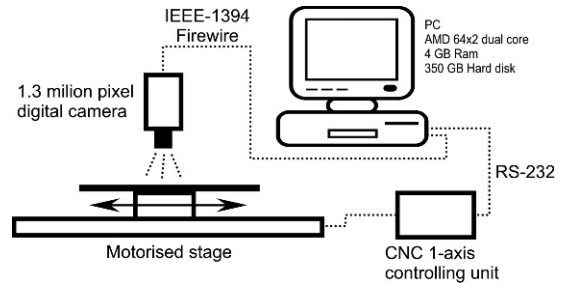 IEEE-1394
Firewire
PC
AMD 64x2 dual core
4 GB Ram
350 GB Hard disk
1.3 milion pixel
digital camera
RS-232
Motorised stage
CNC 1-axis
controlling unit